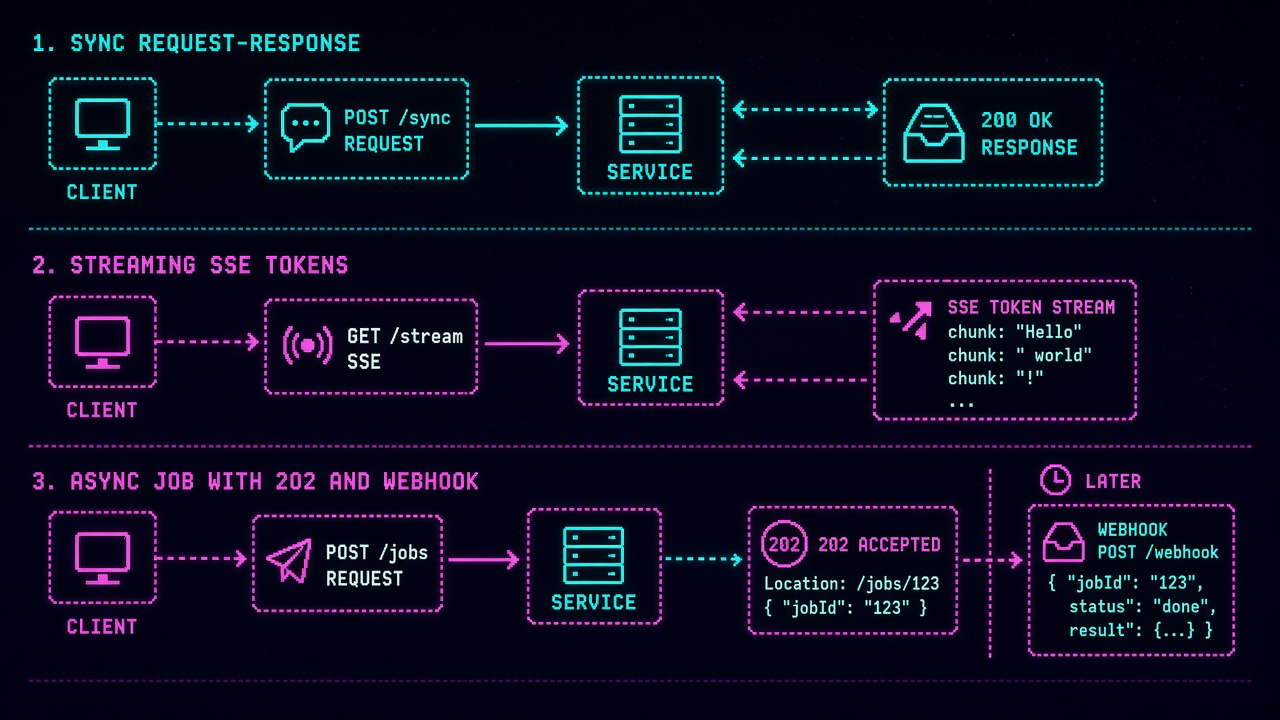 1. SYNC REQUEST-RESPONSE
CLIENT
POST /sync
REQUEST
SERVICE
200 OK
RESPONSE
2. STREAMING SSE TOKENS
CLIENT
GET /stream
SSE
SERVICE
SSE TOKEN STREAM
chunk: "Hello"
chunk: " world"
chunk: "!"
...
3. ASYNC JOB WITH 202 AND WEBHOOK
CLIENT
POST /jobs
REQUEST
SERVICE
202
202 ACCEPTED
Location: /jobs/123
{ "jobId": "123" }
LATER
WEBHOOK
POST /webhook
{ "jobId": "123",
status": "done",
result": {...} }